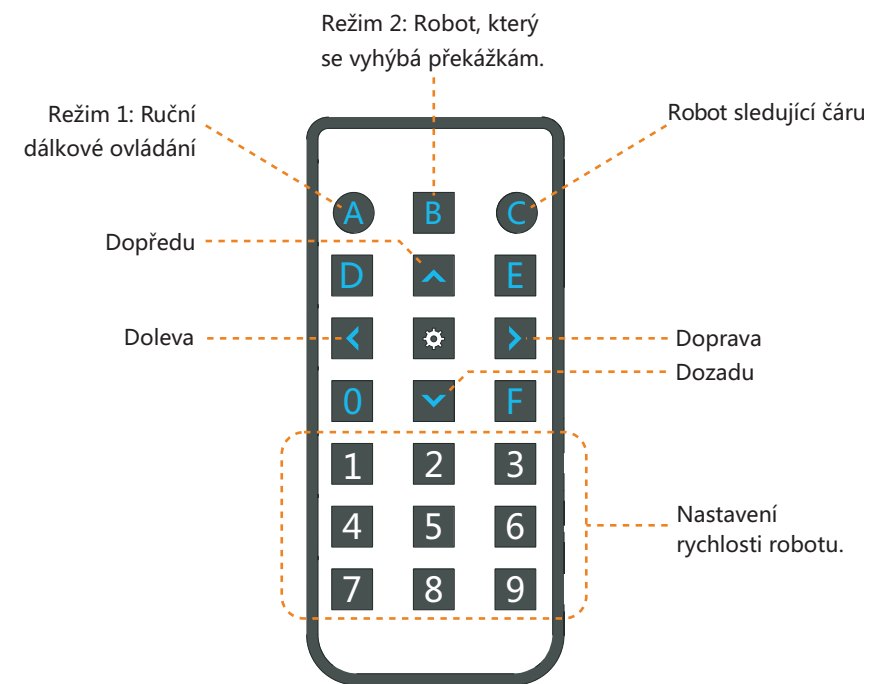 Režim 2: Robot, který
se vyhýbá překážkám.
Režim 1: Ruční
dálkové ovládání
Robot sledující čáru
A B C
Dopředu
D E
Doleva
Doprava
Dozadu
0 F
1 2 3
4 5 6
7 8 9
Nastavení
rychlosti robotu.